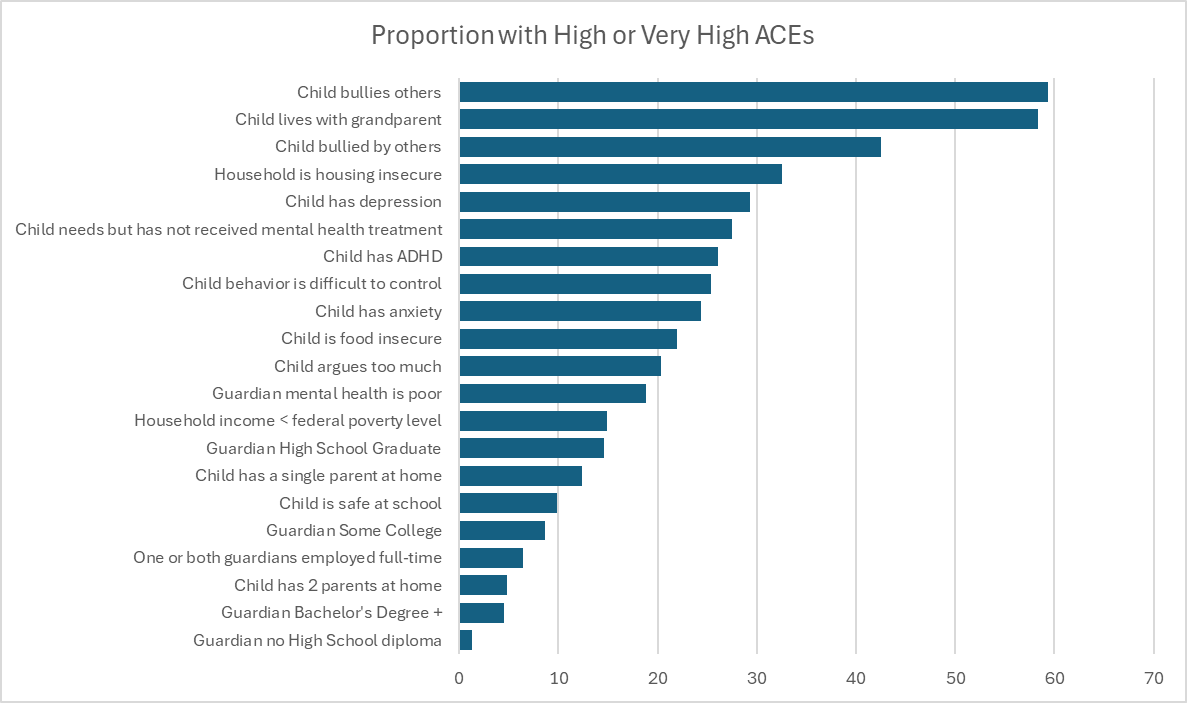 Proportion with High or Very High ACEs
Child bullies others
Child lives with grandparent
Child bullied by others
Household is housing insecure
Child has depression
Child needs but has not received mental health treatment
Child has ADHD
Child behavior is difficult to control
Child has anxiety
Child is food insecure
Child argues too much
Guardian mental health is poor
Household income < federal poverty level
Guardian High School Graduate
Child has a single parent at home
Child is safe at school
Guardian Some College
One or both guardians employed full-time
Child has 2 parents at home
Guardian Bachelor's Degree +
Guardian no High School diploma
0 10 20 30 40 50 60 70